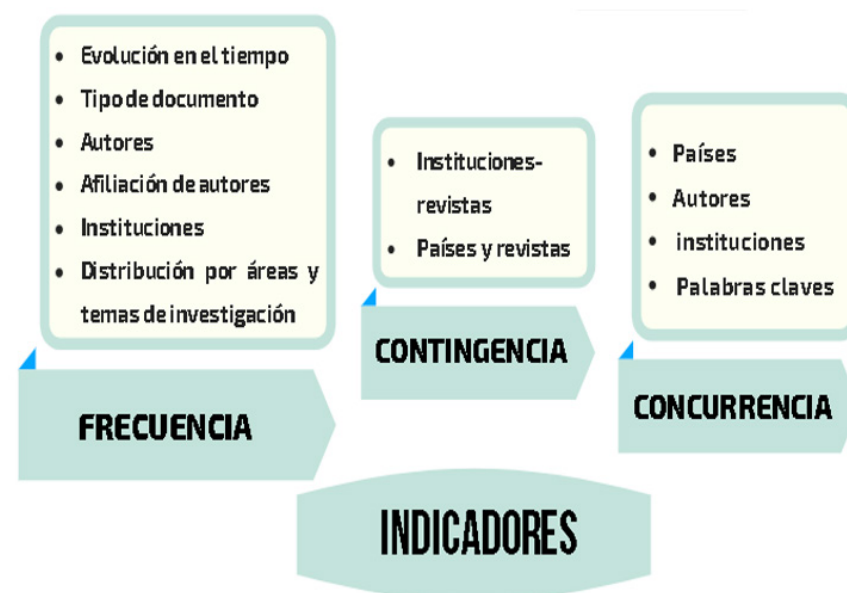 • Evolución en el tiempo
• Tipo de documento
• Autores
• Afiliación de autores
• Instituciones
• Distribución por áreas y
temas de investigación
FRECUENCIA
• Instituciones-
revistas
• Países y revistas
CONTINGENCIA
• Países
• Autores
• instituciones
• Palabras claves
CONCURRENCIA
INDICADORES